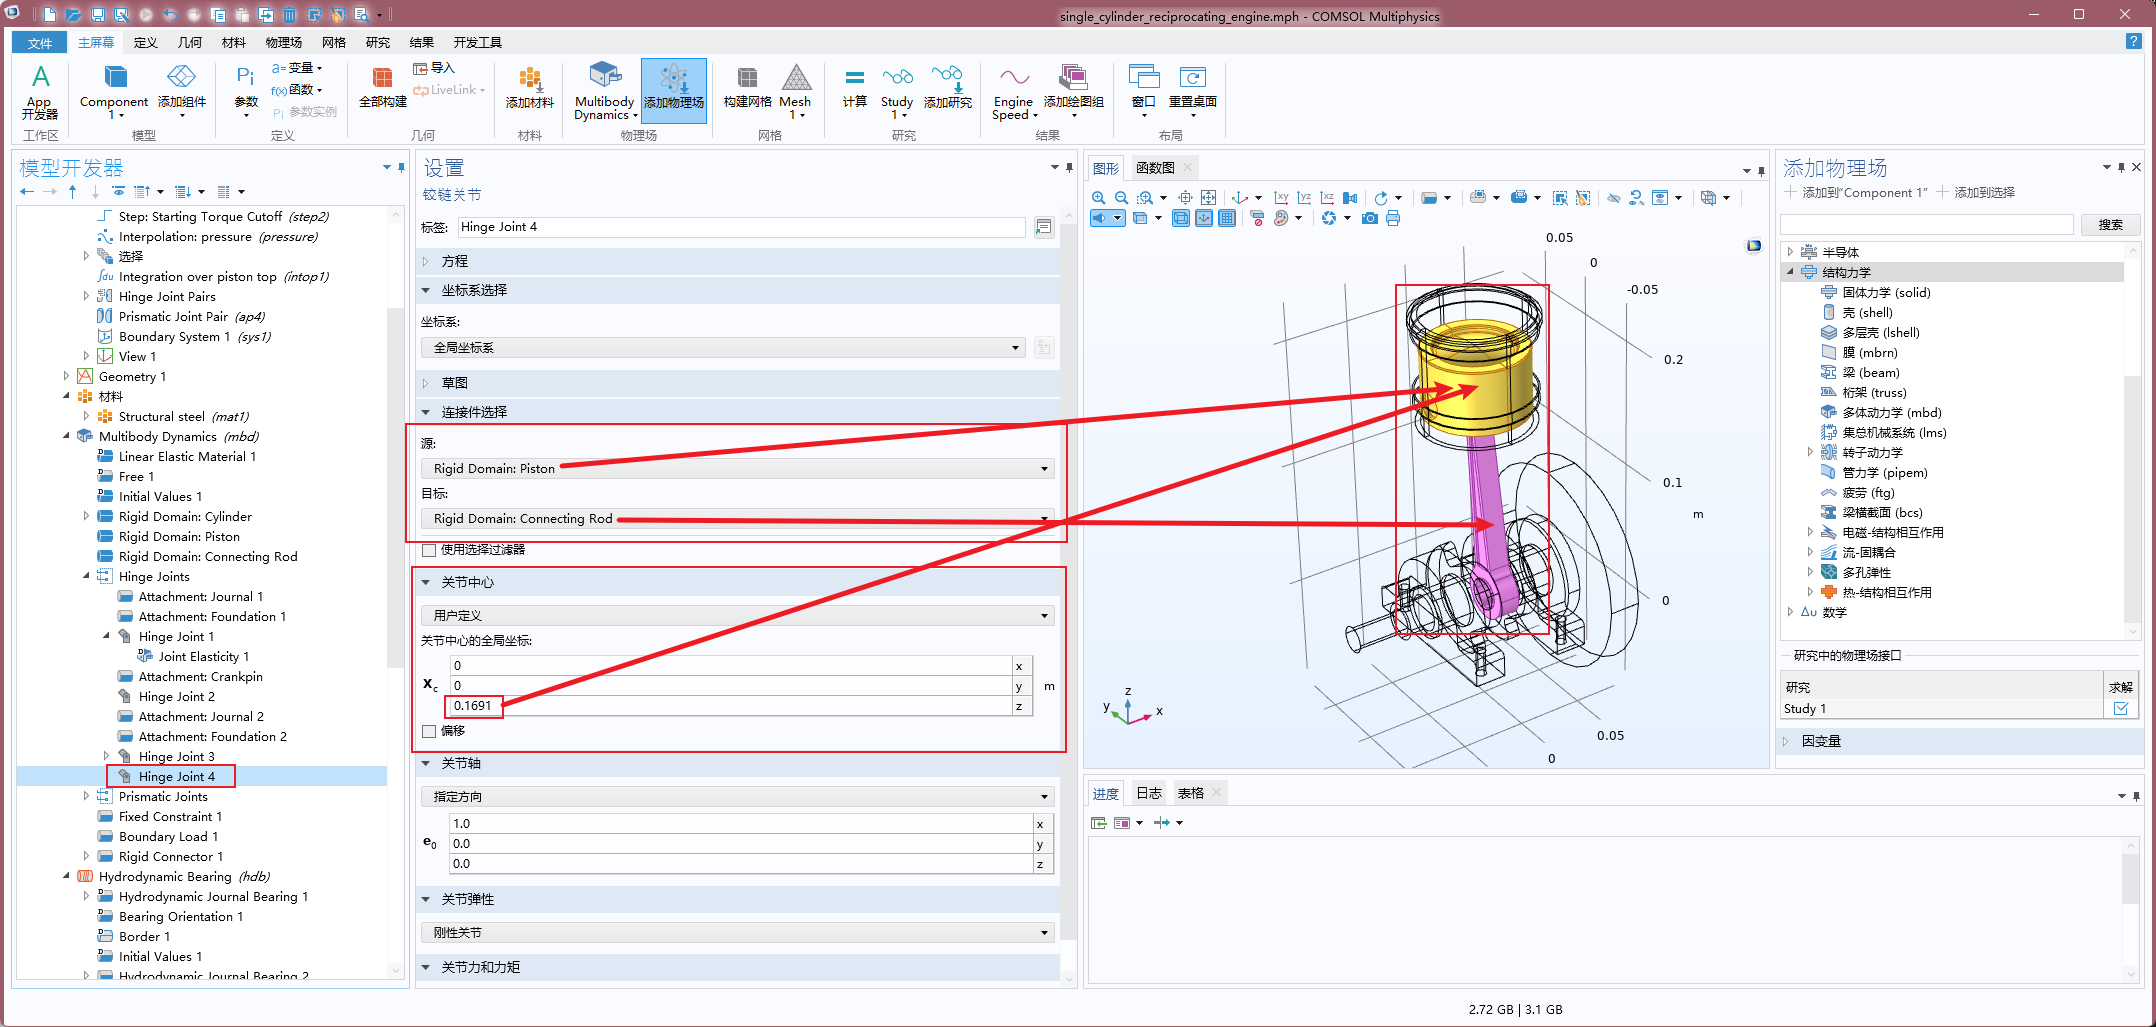 single_cylinder_reciprocating_engine.mph - COMSOL Multiphysics
文件 主屏幕 定义 几何 材料 物理场 网格 研究 结果 开发工具
App 开发器
工作区
Component 1
添加组件
模型
Pi 参数
a= 变量
f(x) 函数
Pi 参数实例
定义
全部构建
导入
LiveLink
几何
添加材料
材料
Multibody Dynamics
添加物理场
物理场
构建网格
Mesh 1
网格
计算
Study 1
添加研究
研究
Engine Speed
添加绘图组
结果
窗口
重置桌面
布局
模型开发器
Step: Starting Torque Cutoff (step2)
Interpolation: pressure (pressure)
选择
Integration over piston top (intop1)
Hinge Joint Pairs
Prismatic Joint Pair (ap4)
Boundary System 1 (sys1)
View 1
Geometry 1
材料
Structural steel (mat1)
Multibody Dynamics (mbd)
Linear Elastic Material 1
Free 1
Initial Values 1
Rigid Domain: Cylinder
Rigid Domain: Piston
Rigid Domain: Connecting Rod
Hinge Joints
Attachment: Journal 1
Attachment: Foundation 1
Hinge Joint 1
Joint Elasticity 1
Attachment: Crankpin
Hinge Joint 2
Attachment: Journal 2
Attachment: Foundation 2
Hinge Joint 3
Hinge Joint 4
Prismatic Joints
Fixed Constraint 1
Boundary Load 1
Rigid Connector 1
Hydrodynamic Bearing (hdb)
Hydrodynamic Journal Bearing 1
Bearing Orientation 1
Border 1
Initial Values 1
Hydrodynamic Journal Bearing 2
设置
铰链关节
标签: Hinge Joint 4
方程
坐标系选择
坐标系:
全局坐标系
草图
连接件选择
源:
Rigid Domain: Piston
目标:
Rigid Domain: Connecting Rod
使用选择过滤器
关节中心
用户定义
关节中心的全局坐标:
0 x
Xc 0 y m
0.1691 z
偏移
关节轴
指定方向
1.0 x
e0 0.0 y
0.0 z
关节弹性
刚性关节
关节力和力矩
图形 函数图
xy yz xz
0.05
0
-0.05
0.2
0.1
m
0
0.05
0
z
y x
进度 日志 表格
添加物理场
添加到“Component 1” 添加到选择
搜索
半导体
结构力学
固体力学 (solid)
壳 (shell)
多层壳 (lshell)
膜 (mbrn)
梁 (beam)
桁架 (truss)
多体动力学 (mbd)
集总机械系统 (lms)
转子动力学
管力学 (pipem)
疲劳 (ftg)
梁横截面 (bcs)
电磁-结构相互作用
流-固耦合
多孔弹性
热-结构相互作用
Δu 数学
研究中的物理场接口
研究 求解
Study 1
因变量
2.72 GB | 3.1 GB